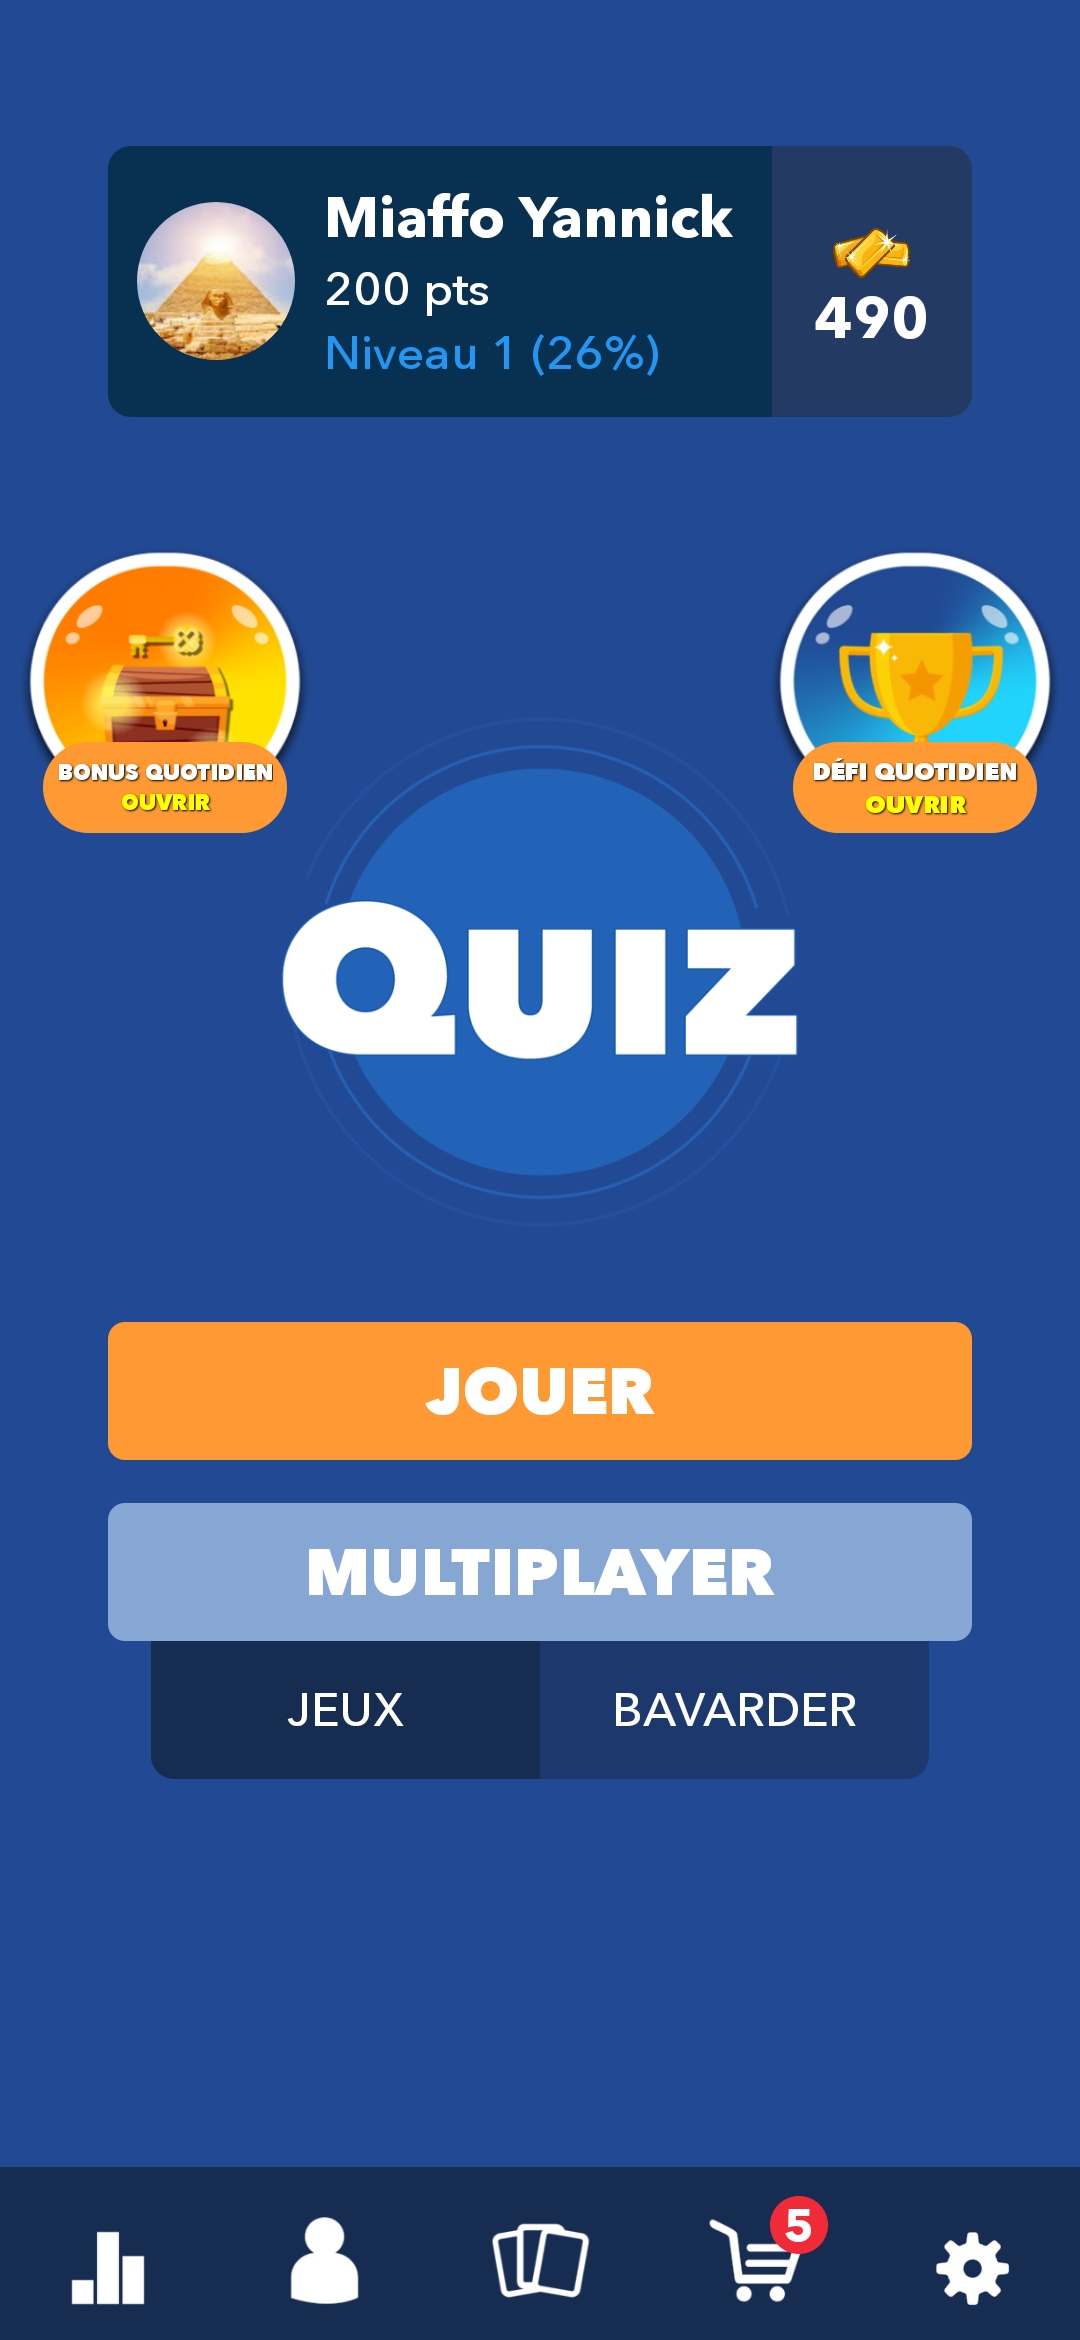 Miaffo Yannick
200 pts
Niveau 1 (26%)
490
BONUS QUOTIDIEN
OUVRIR
DÉFI QUOTIDIEN
OUVRIR
QUIZ
JOUER
MULTIPLAYER
JEUX
BAVARDER
5